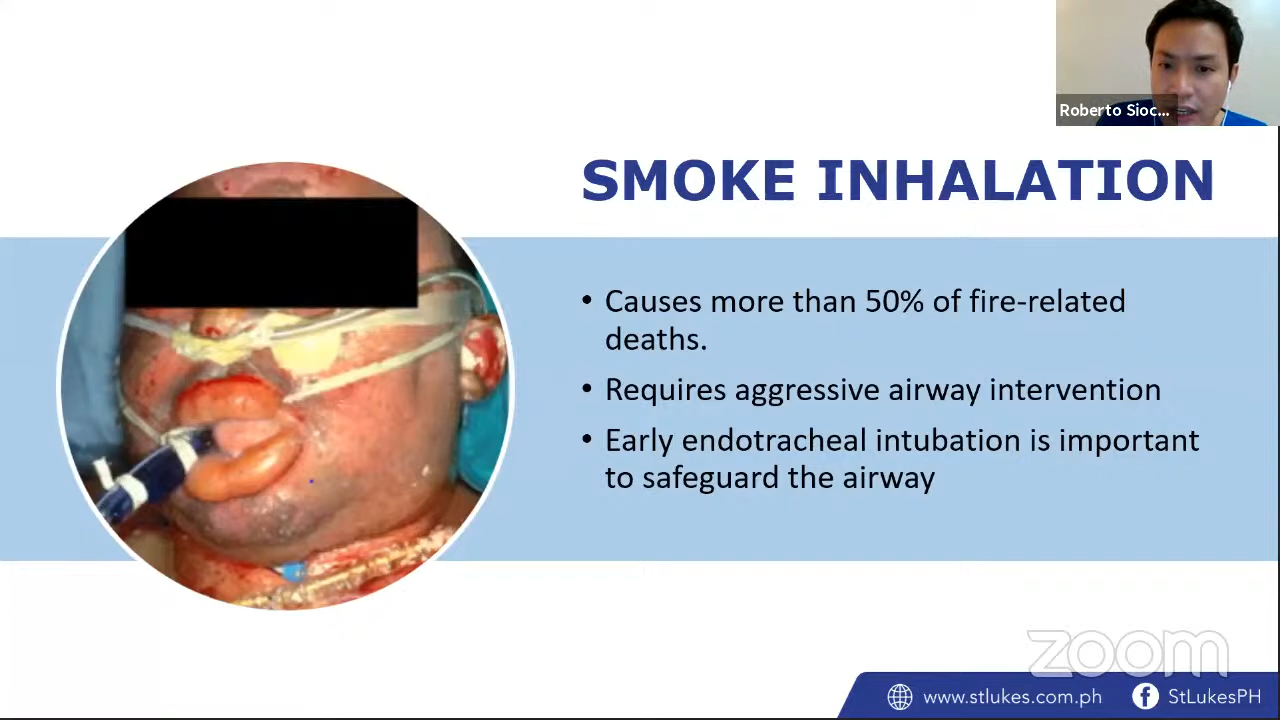 Roberto Sioc...
SMOKE INHALATION
• Causes more than 50% of fire-related
deaths.
• Requires aggressive airway intervention
• Early endotracheal intubation is important
to safeguard the airway
zoom
www.stlukes.com.ph
StLukesPH